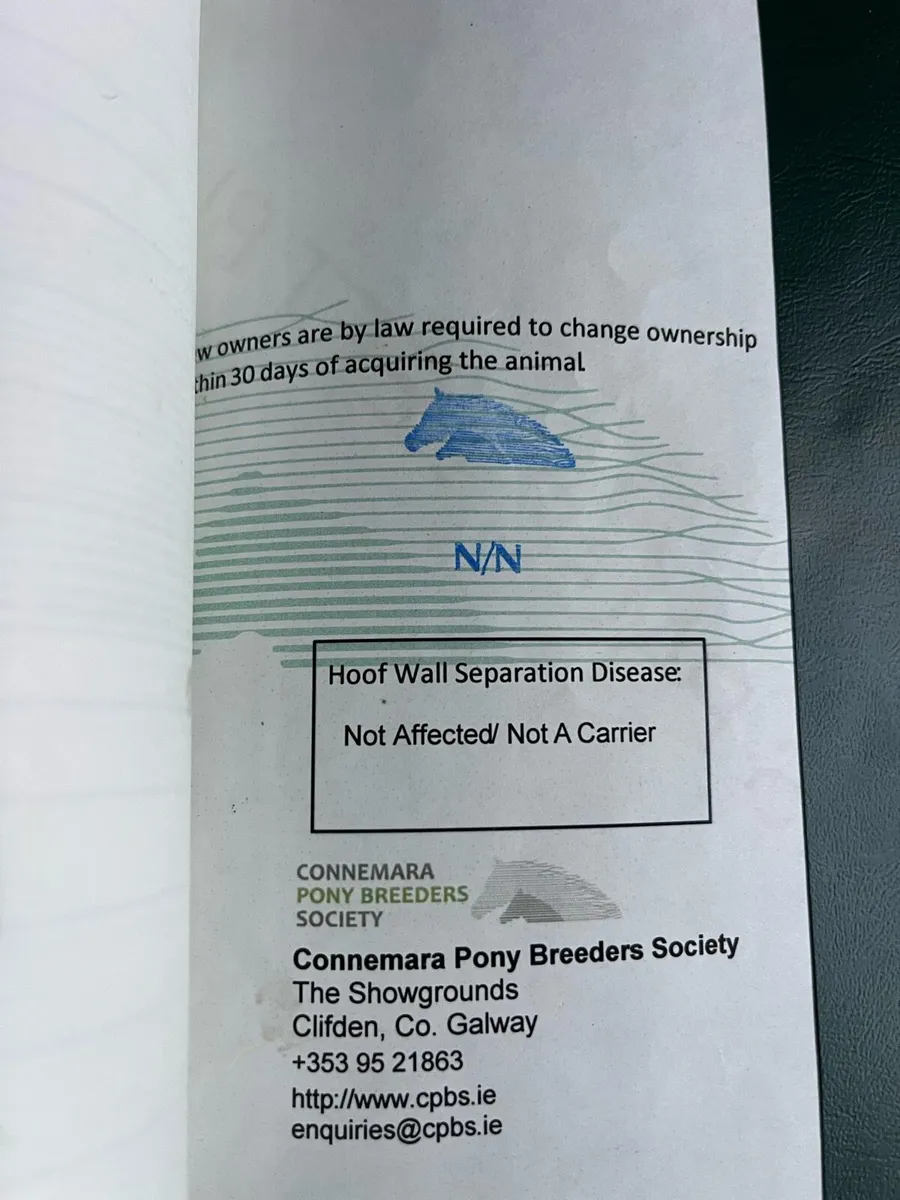 w owners are by law required to change ownership
thin 30 days of acquiring the animal.
N/N
Hoof Wall Separation Disease:
Not Affected/ Not A Carrier
CONNEMARA
PONY BREEDERS
SOCIETY
Connemara Pony Breeders Society
The Showgrounds
Clifden, Co. Galway
+353 95 21863
http://www.cpbs.ie
enquiries@cpbs.ie